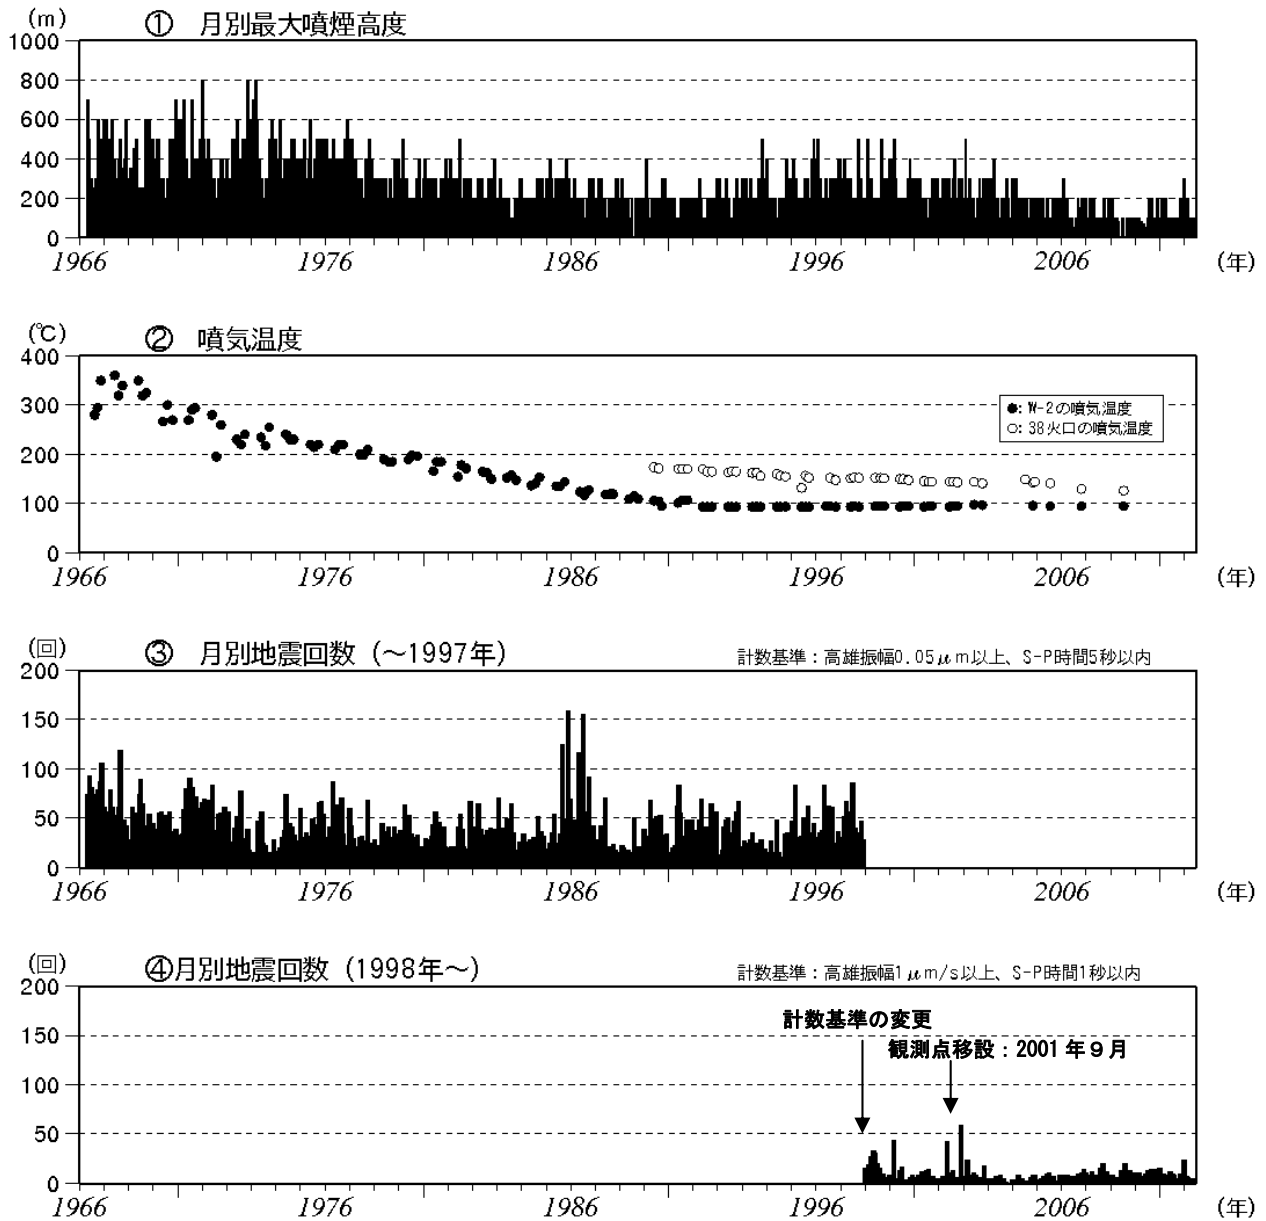 (m)
① 月別最大噴煙高度
1000
800
600
400
200
0
1966 1976 1986 1996 2006 (年)
(℃)
② 噴気温度
400
300
200
100
0
●: W-2の噴気温度
○: 38火口の噴気温度
1966 1976 1986 1996 2006 (年)
(回)
③ 月別地震回数 (～1997年)
計数基準：高雄振幅0.05μm以上、S-P時間5秒以内
200
150
100
50
0
1966 1976 1986 1996 2006 (年)
(回)
④月別地震回数 (1998年～)
計数基準：高雄振幅1μm/s以上、S-P時間1秒以内
200
150
100
50
0
計数基準の変更
観測点移設：2001年９月
1966 1976 1986 1996 2006 (年)